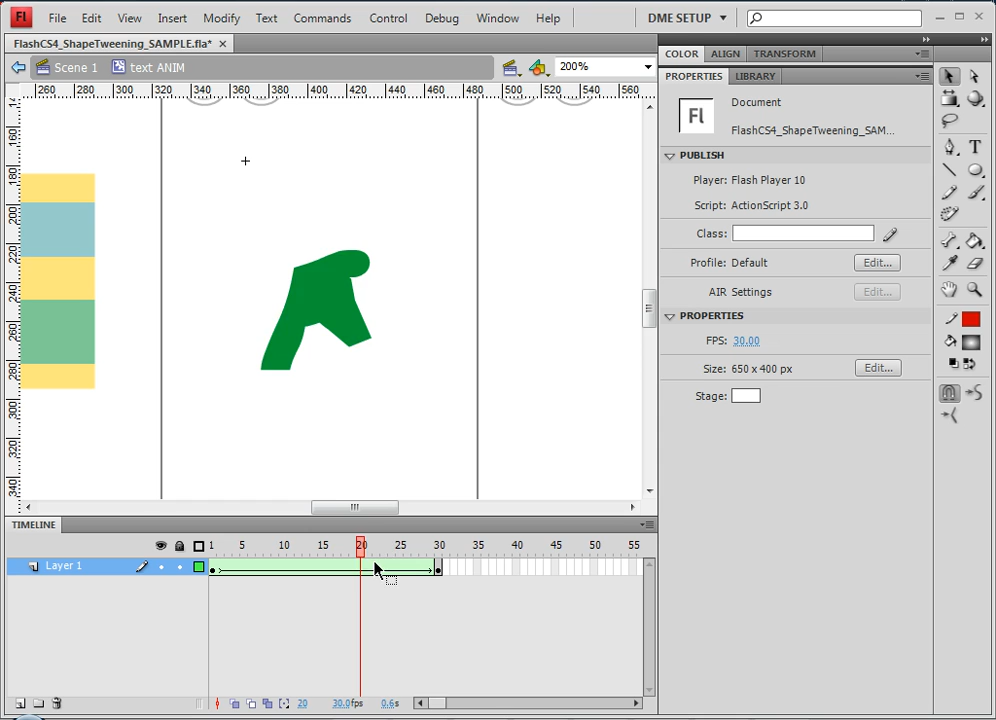 Fl File Edit View Insert Modify Text Commands Control Debug Window Help DME SETUP
FlashCS4_ShapeTweening_SAMPLE.fla*
Scene 1 text ANIM 200%
260 280 300 320 340 360 380 400 420 440 460 480 500 520 540 560
160
180
200
220
240
260
280
300
320
340
COLOR ALIGN TRANSFORM
PROPERTIES LIBRARY
Fl
Document
FlashCS4_ShapeTweening_SAM...
PUBLISH
Player: Flash Player 10
Script: ActionScript 3.0
Class:
Profile: Default Edit...
AIR Settings Edit...
PROPERTIES
FPS: 30.00
Size: 650 x 400 px Edit...
Stage:
T
TIMELINE
1 5 10 15 20 25 30 35 40 45 50 55
Layer 1
20 30.0fps 0.6s